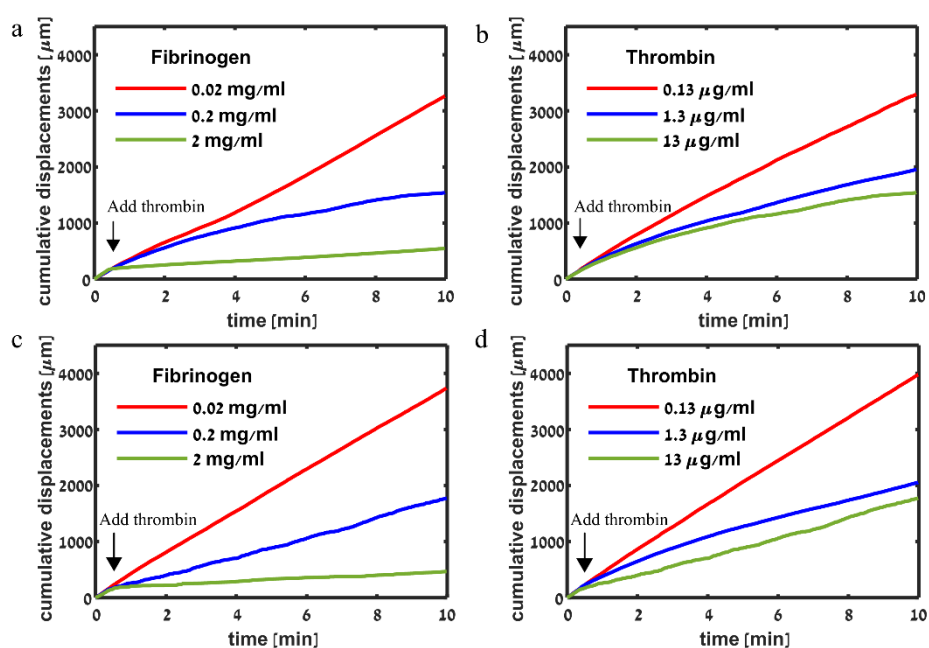 a
cumulative displacements [μm]
4000
3000
2000
1000
0
Fibrinogen
0.02 mg/ml
0.2 mg/ml
2 mg/ml
Add thrombin
0 2 4 6 8 10
time [min]
b
cumulative displacements [μm]
4000
3000
2000
1000
0
Thrombin
0.13 μg/ml
1.3 μg/ml
13 μg/ml
Add thrombin
0 2 4 6 8 10
time [min]
c
cumulative displacements [μm]
4000
3000
2000
1000
0
Fibrinogen
0.02 mg/ml
0.2 mg/ml
2 mg/ml
Add thrombin
0 2 4 6 8 10
time [min]
d
cumulative displacements [μm]
4000
3000
2000
1000
0
Thrombin
0.13 μg/ml
1.3 μg/ml
13 μg/ml
Add thrombin
0 2 4 6 8 10
time [min]